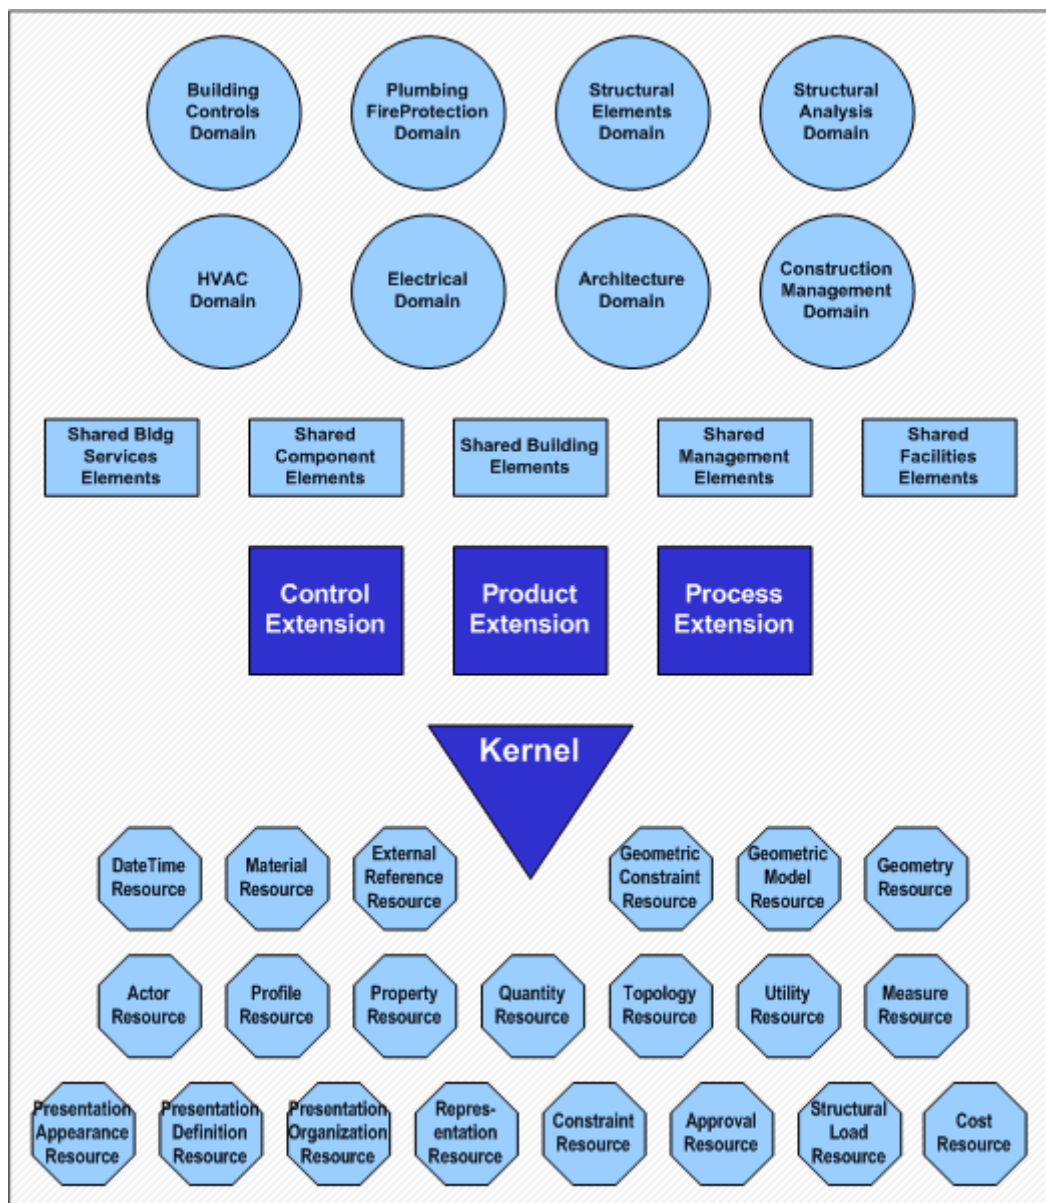 Building
Controls
Domain
Plumbing
FireProtection
Domain
Structural
Elements
Domain
Structural
Analysis
Domain
HVAC
Domain
Electrical
Domain
Architecture
Domain
Construction
Management
Domain
Shared Bldg
Services
Elements
Shared
Component
Elements
Shared Building
Elements
Shared
Management
Elements
Shared
Facilities
Elements
Control
Extension
Product
Extension
Process
Extension
Kernel
DateTime
Resource
Material
Resource
External
Reference
Resource
Geometric
Constraint
Resource
Geometric
Model
Resource
Geometry
Resource
Actor
Resource
Profile
Resource
Property
Resource
Quantity
Resource
Topology
Resource
Utility
Resource
Measure
Resource
Presentation
Appearance
Resource
Presentation
Definition
Resource
Presentation
Organization
Resource
Repres-
entation
Resource
Constraint
Resource
Approval
Resource
Structural
Load
Resource
Cost
Resource